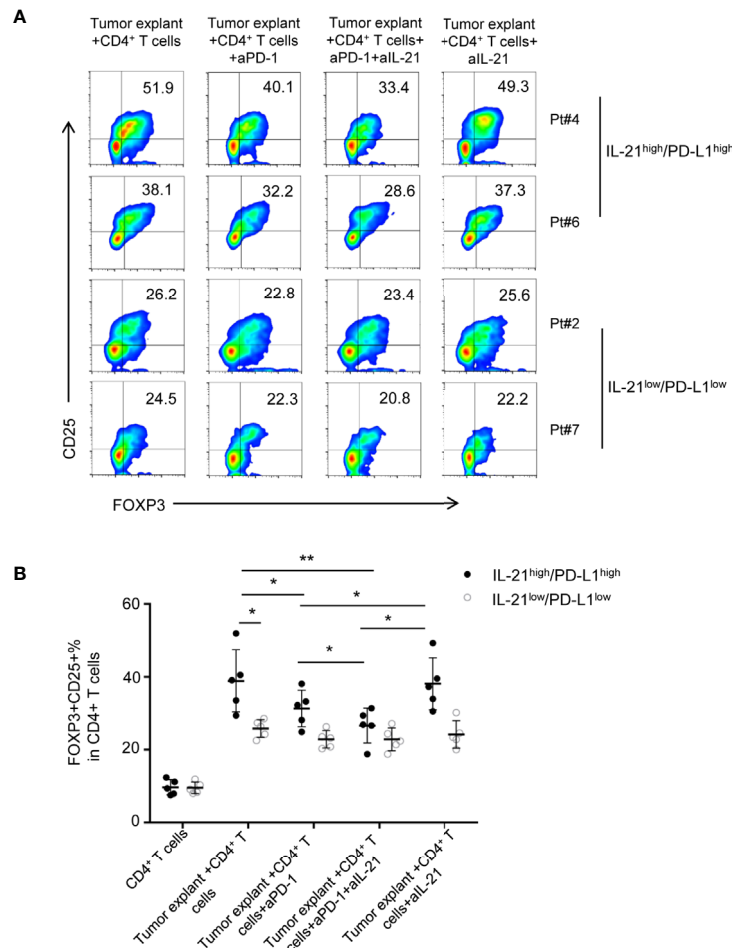 A
Tumor explant
+CD4⁺ T cells
Tumor explant
+CD4⁺ T cells
+aPD-1
Tumor explant
+CD4⁺ T cells+
aPD-1+aIL-21
Tumor explant
+CD4⁺ T cells+
aIL-21
51.9
40.1
33.4
49.3
Pt#4
IL-21ʰⁱᵍʰ/PD-L1ʰⁱᵍʰ
38.1
32.2
28.6
37.3
Pt#6
26.2
22.8
23.4
25.6
Pt#2
IL-21ˡᵒʷ/PD-L1ˡᵒʷ
24.5
22.3
20.8
22.2
Pt#7
CD25
FOXP3
B
**
*
*
*
*
*
IL-21ʰⁱᵍʰ/PD-L1ʰⁱᵍʰ
IL-21ˡᵒʷ/PD-L1ˡᵒʷ
60
40
20
0
FOXP3+CD25+%
in CD4+ T cells
CD4⁺ T cells
Tumor explant +CD4⁺ T
cells
Tumor explant +CD4⁺ T
cells+aPD-1
Tumor explant +CD4⁺ T
cells+aPD-1+aIL-21
Tumor explant +CD4⁺ T
cells+aIL-21